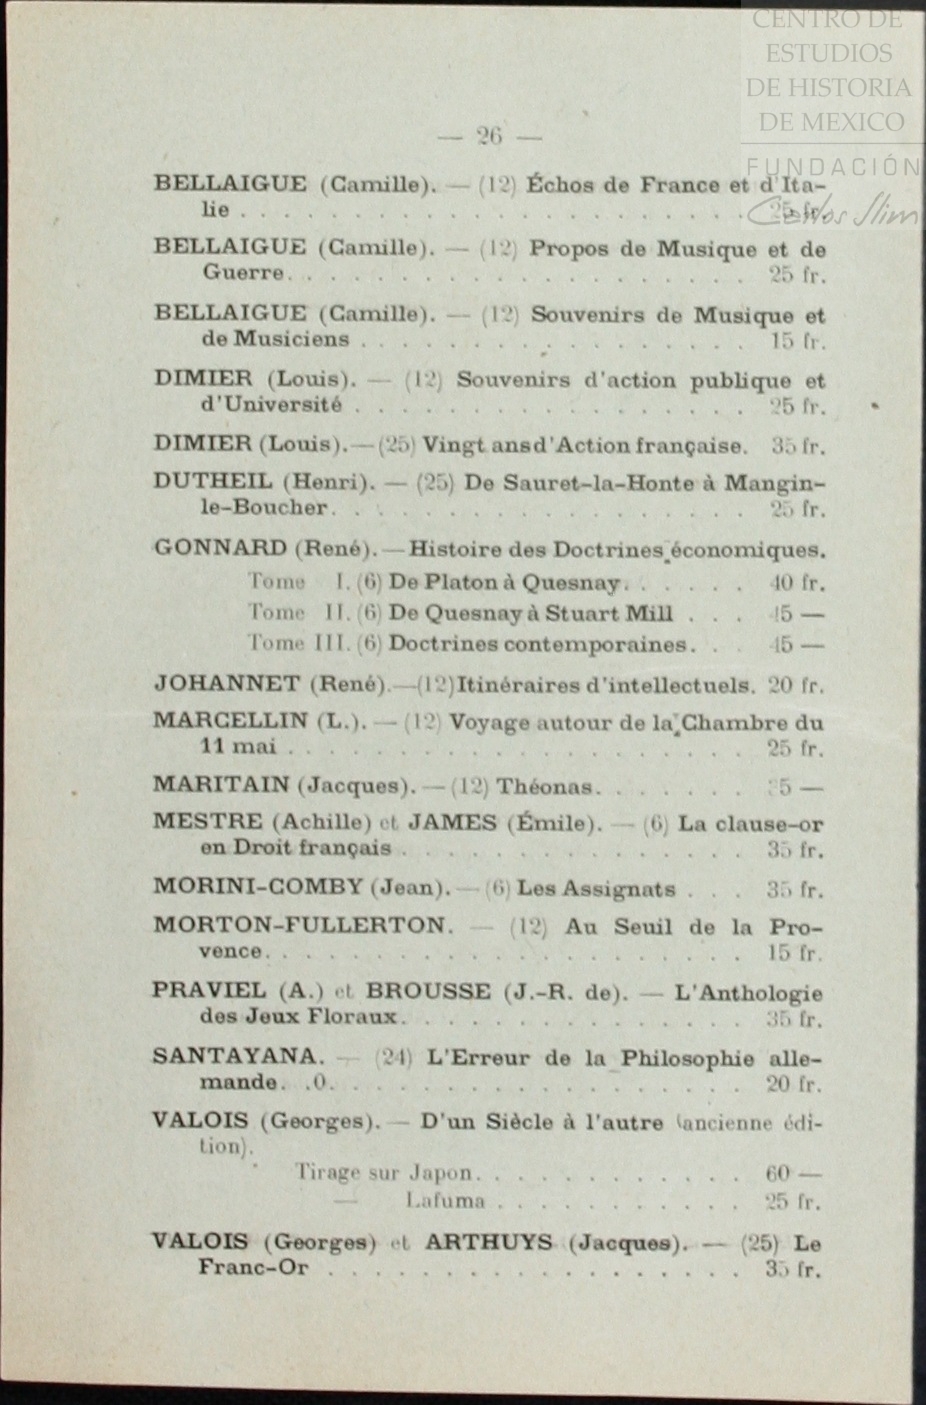 CENTRO DE
ESTUDIOS
DE HISTORIA
DE MEXICO
FUNDACIÓN
Carlos Slim
— 26 —
BELLAIGUE (Camille). — (12) Échos de France et d'Ita-
lie . . . . . . . . . . . . . . . . . . . . . 25 fr.
BELLAIGUE (Camille). — (12) Propos de Musique et de
Guerre. . . . . . . . . . . . . . . . . . . 25 fr.
BELLAIGUE (Camille). — (12) Souvenirs de Musique et
de Musiciens . . . . . . . . . . . . . . . . 15 fr.
DIMIER (Louis). — (12) Souvenirs d'action publique et
d'Université . . . . . . . . . . . . . . . . 25 fr.
DIMIER (Louis). — (25) Vingt ans d'Action française. 35 fr.
DUTHEIL (Henri). — (25) De Sauret-la-Honte à Mangin-
le-Boucher. . . . . . . . . . . . . . . . . 25 fr.
GONNARD (René). — Histoire des Doctrines économiques.
Tome I. (6) De Platon à Quesnay. . . . . . 40 fr.
Tome II. (6) De Quesnay à Stuart Mill . . . 45 —
Tome III. (6) Doctrines contemporaines. . . 45 —
JOHANNET (René). — (12) Itinéraires d'intellectuels. 20 fr.
MARCELLIN (L.). — (12) Voyage autour de la Chambre du
11 mai . . . . . . . . . . . . . . . . . . . 25 fr.
MARITAIN (Jacques). — (12) Théonas. . . . . . . 5 —
MESTRE (Achille) et JAMES (Émile). — (6) La clause-or
en Droit français . . . . . . . . . . . . . . 35 fr.
MORINI-COMBY (Jean). — (6) Les Assignats . . . 35 fr.
MORTON-FULLERTON. — (12) Au Seuil de la Pro-
vence. . . . . . . . . . . . . . . . . . . . 15 fr.
PRAVIEL (A.) et BROUSSE (J.-R. de). — L'Anthologie
des Jeux Floraux. . . . . . . . . . . . . . 35 fr.
SANTAYANA. — (24) L'Erreur de la Philosophie alle-
mande. .0. . . . . . . . . . . . . . . . . . 20 fr.
VALOIS (Georges). — D'un Siècle à l'autre (ancienne édi-
tion).
Tirage sur Japon. . . . . . . . . . . . 60 —
— Lafuma . . . . . . . . . . . 25 fr.
VALOIS (Georges) et ARTHUYS (Jacques). — (25) Le
Franc-Or . . . . . . . . . . . . . . . . . . 35 fr.